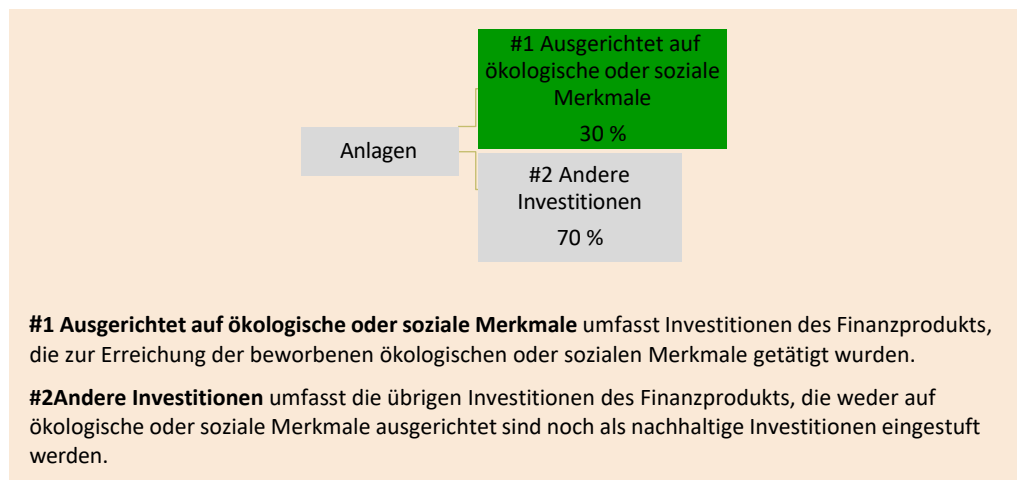 #1 Ausgerichtet auf
ökologische oder soziale
Merkmale
30 %
Anlagen
#2 Andere
Investitionen
70 %
#1 Ausgerichtet auf ökologische oder soziale Merkmale umfasst Investitionen des Finanzprodukts,
die zur Erreichung der beworbenen ökologischen oder sozialen Merkmale getätigt wurden.
#2Andere Investitionen umfasst die übrigen Investitionen des Finanzprodukts, die weder auf
ökologische oder soziale Merkmale ausgerichtet sind noch als nachhaltige Investitionen eingestuft
werden.